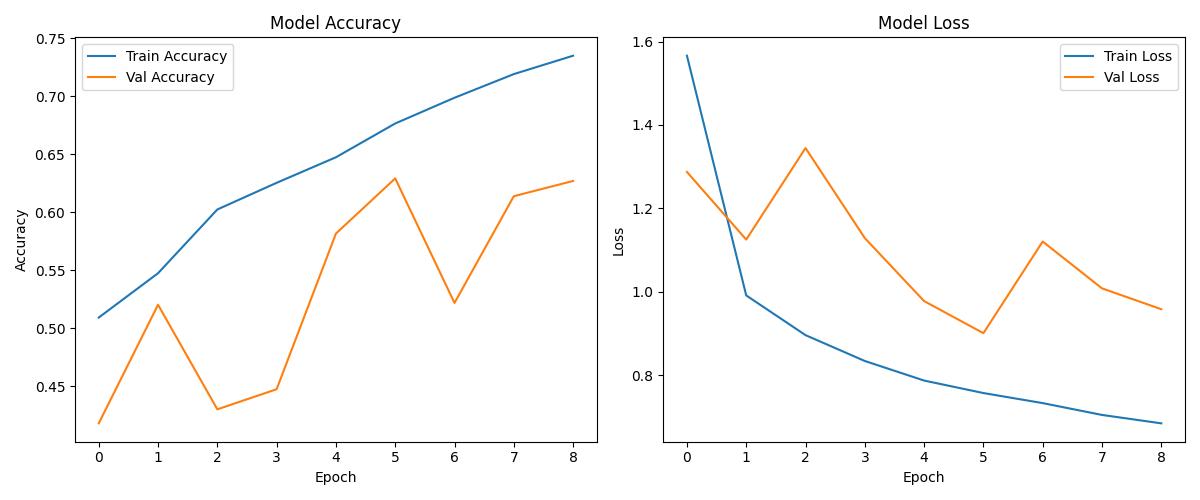 Model Accuracy
0.75
0.70
0.65
0.60
0.55
0.50
0.45
Accuracy
Train Accuracy
Val Accuracy
0 1 2 3 4 5 6 7 8
Epoch
Model Loss
1.6
1.4
1.2
1.0
0.8
Loss
Train Loss
Val Loss
0 1 2 3 4 5 6 7 8
Epoch